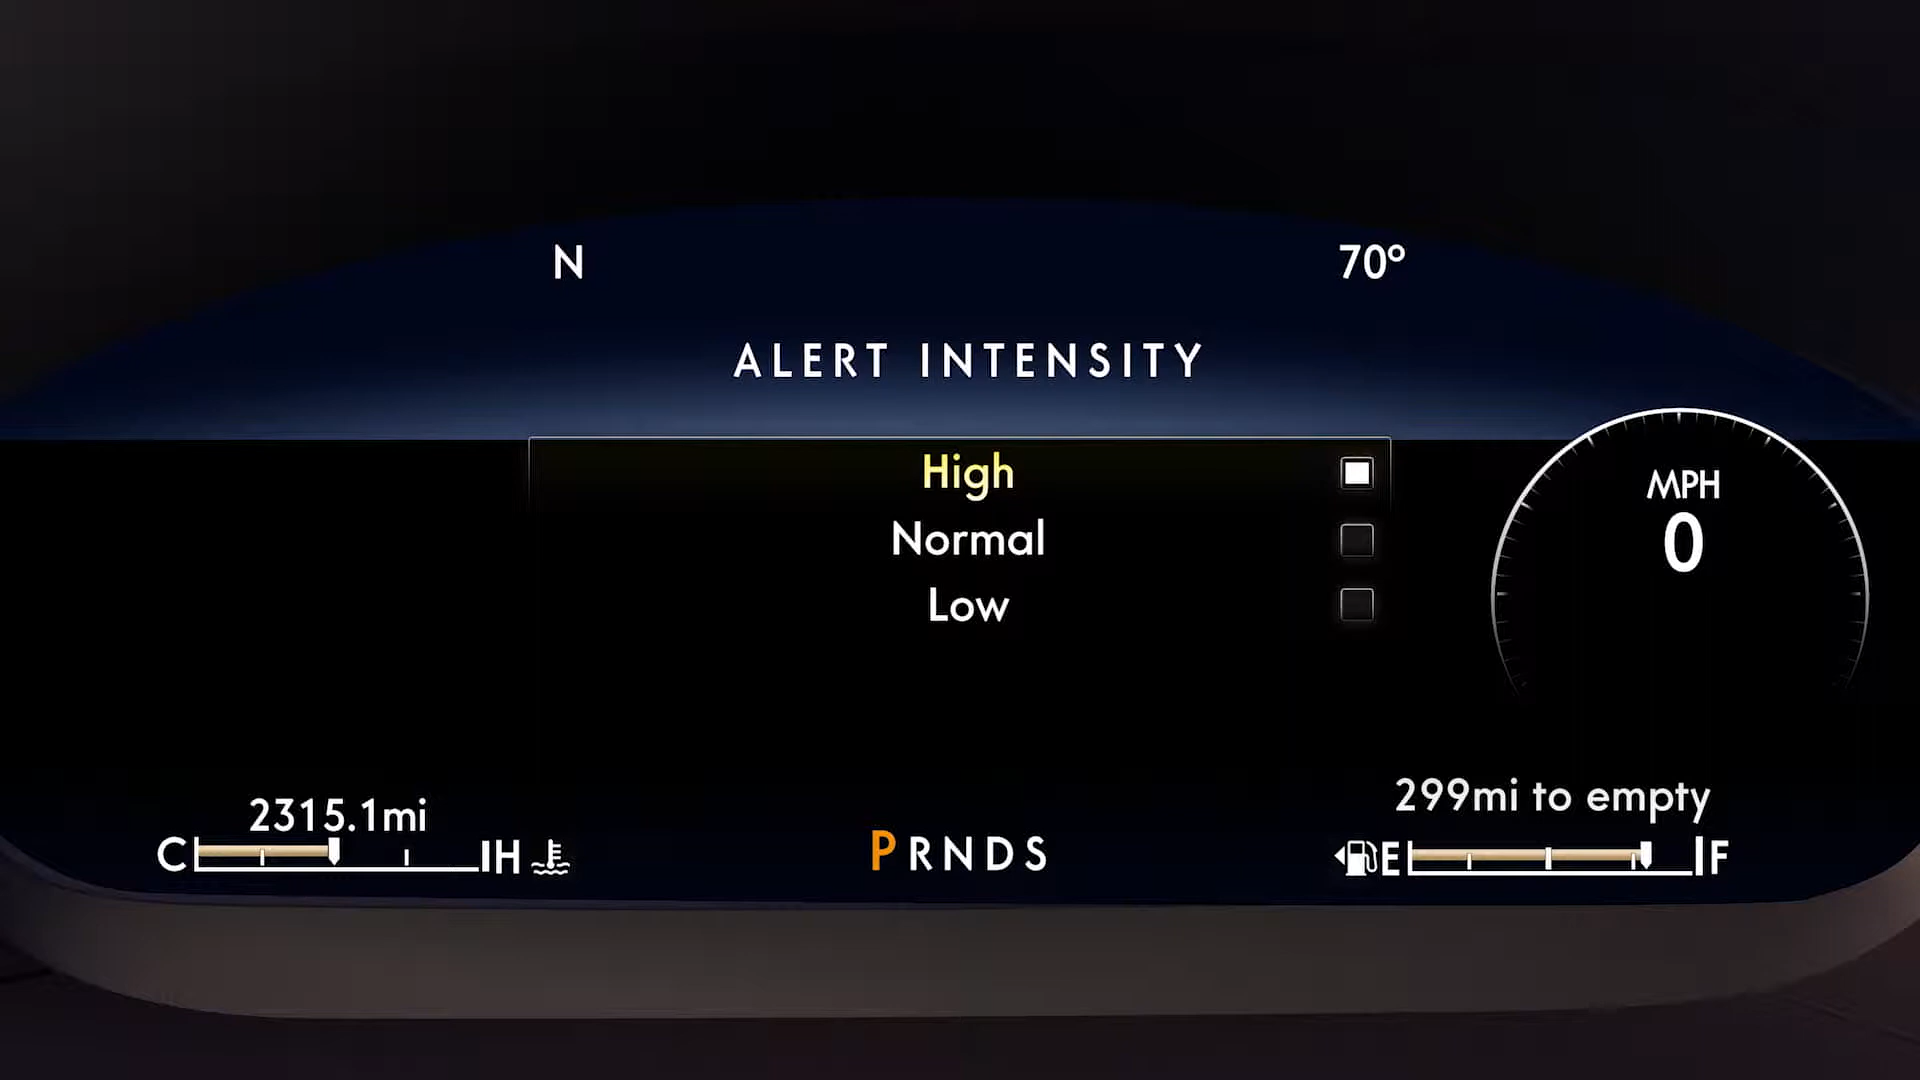 N 70°
ALERT INTENSITY
High
Normal
Low
MPH
0
2315.1mi
C H
PRNDS
299mi to empty
E F